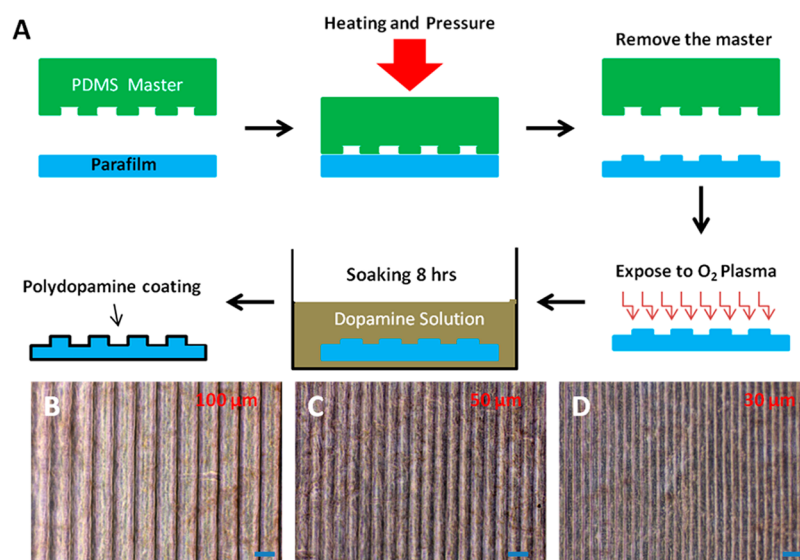 A
Heating and Pressure
Remove the master
PDMS Master
Parafilm
Expose to O₂ Plasma
Soaking 8 hrs
Dopamine Solution
Polydopamine coating
B
100 µm
C
50 µm
D
30 µm